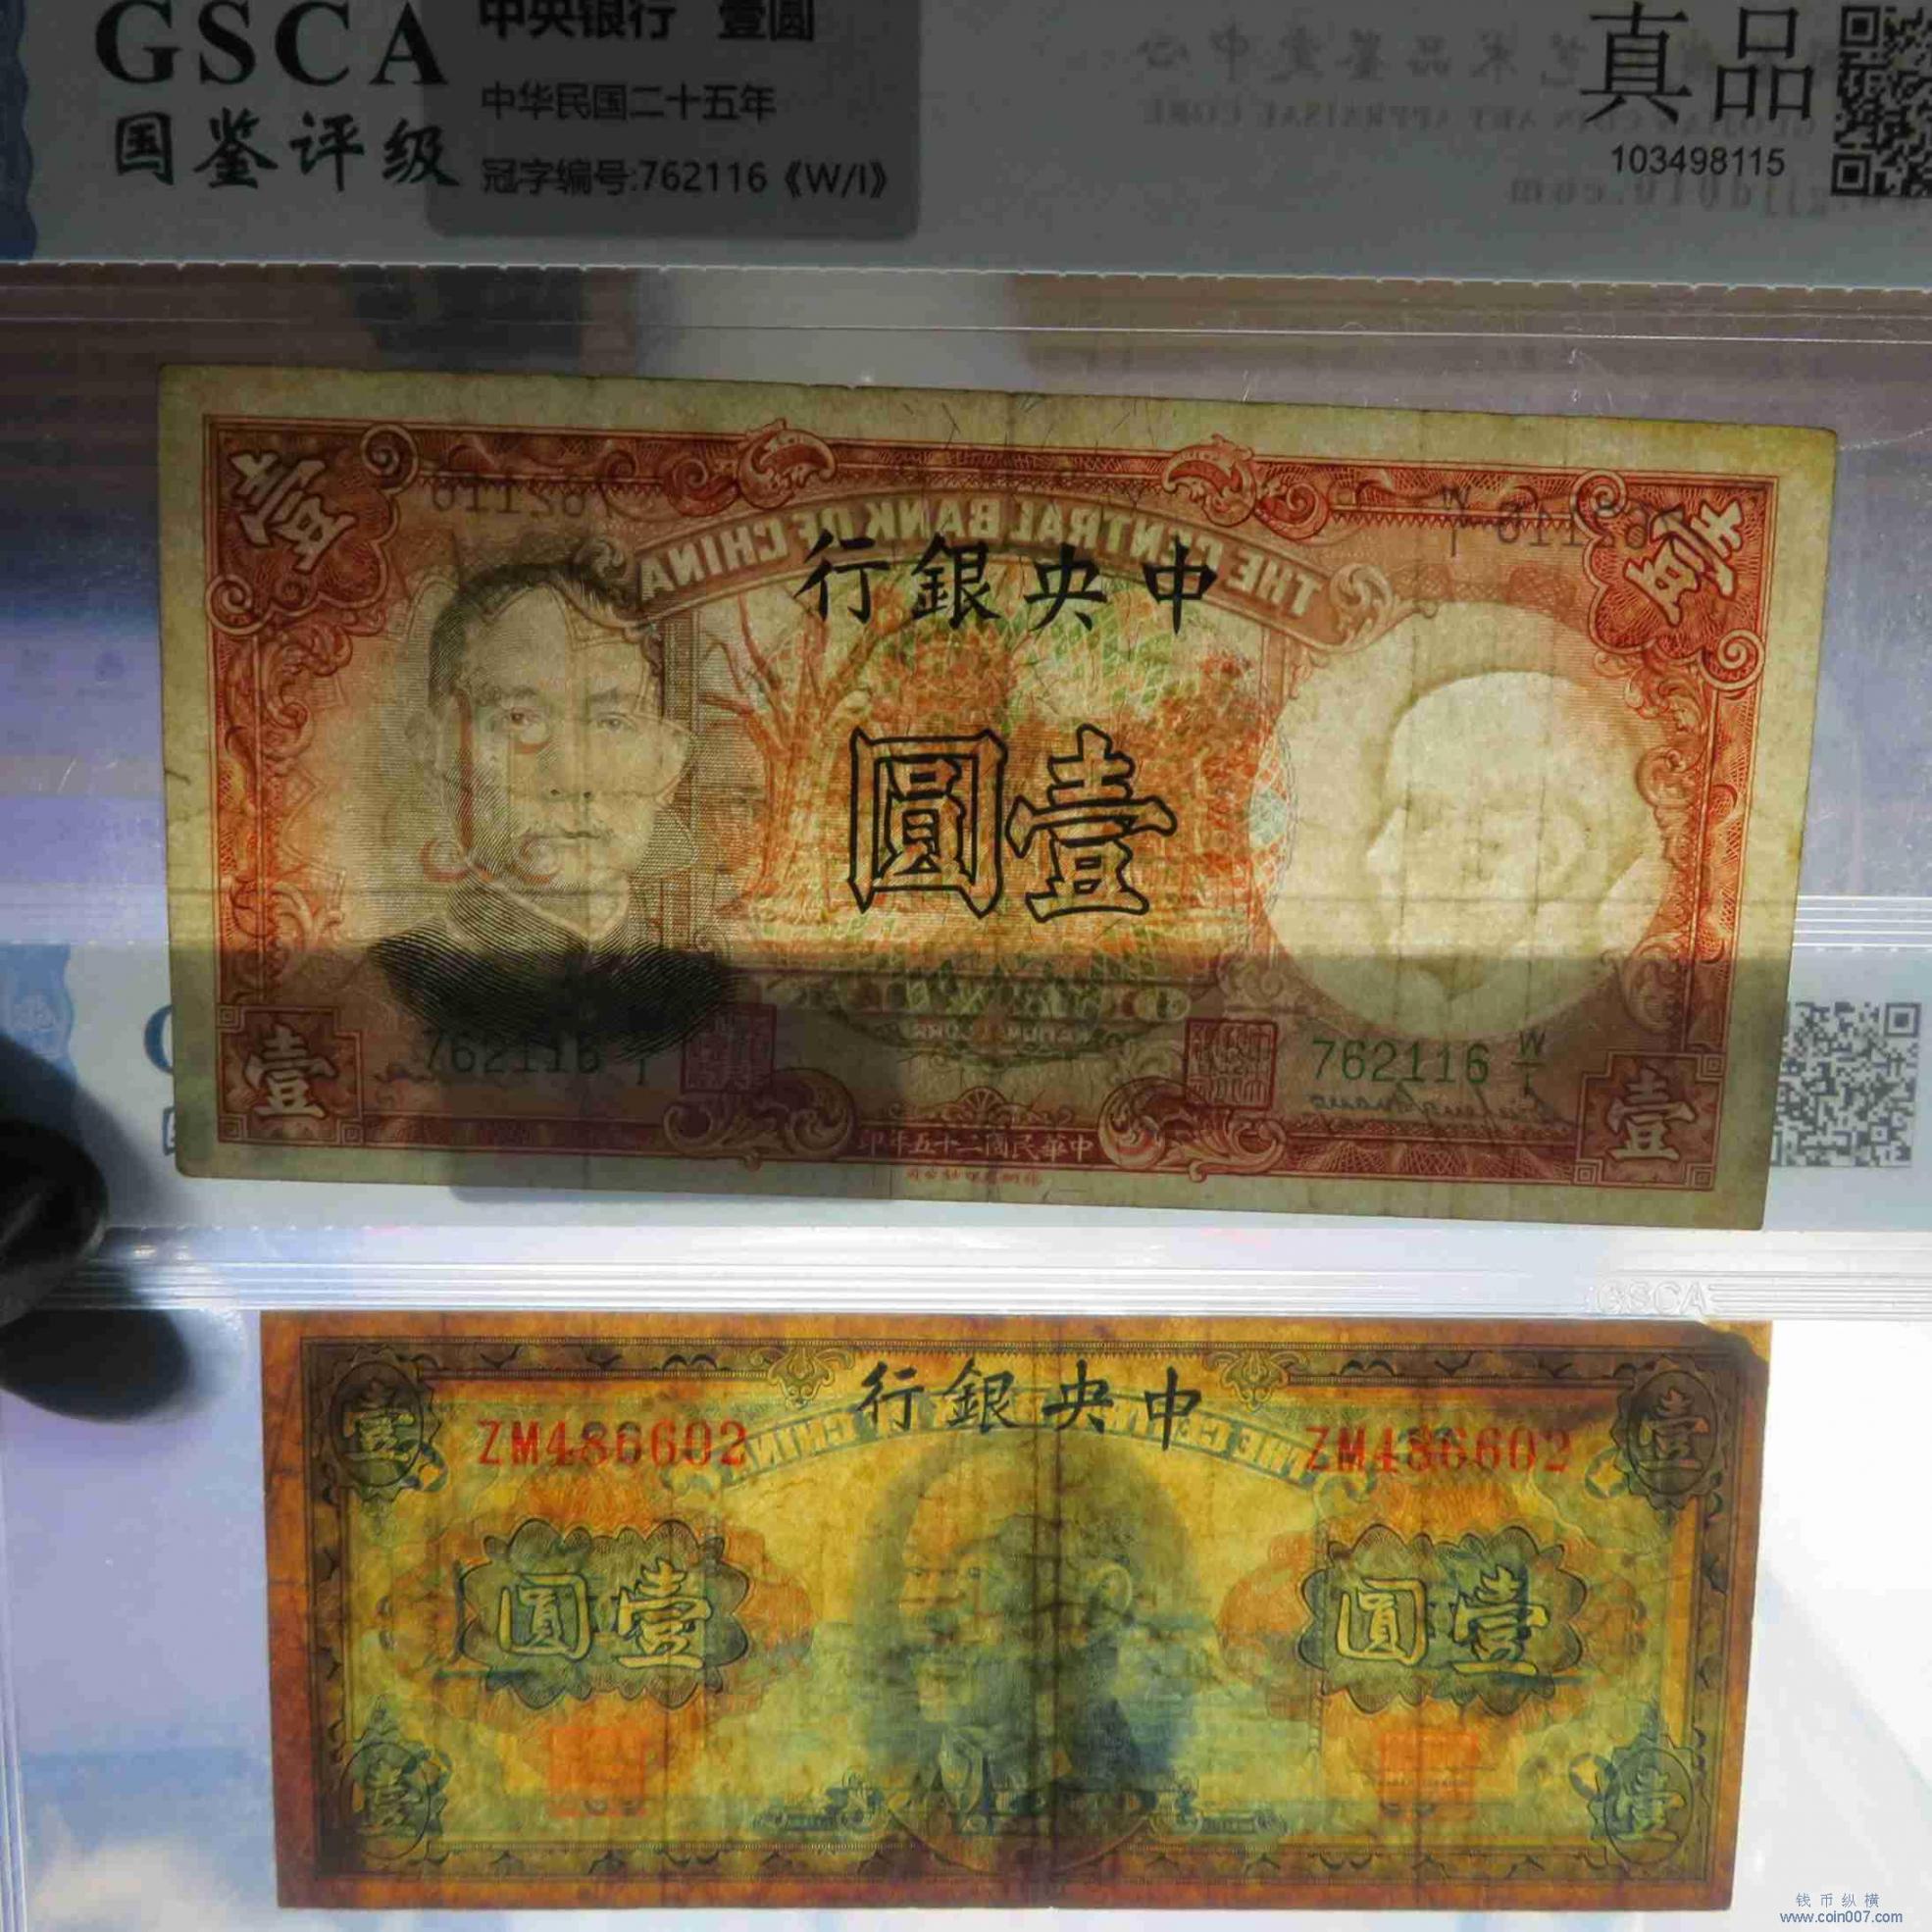 GSCA
国鉴评级
中央银行 壹圆
中华民国二十五年
冠字编号:762116《W/I》
真品
103498115
壹
壹
THE CENTRAL BANK OF CHINA
行銀央中
圓壹
762116 W/I
762116 W/I
壹
壹
印年五十二國民華中
GSCA
行銀央中
ZM486602
ZM486602
圓壹
圓壹
壹
壹
壹
壹
钱币纵横
www.coin007.com